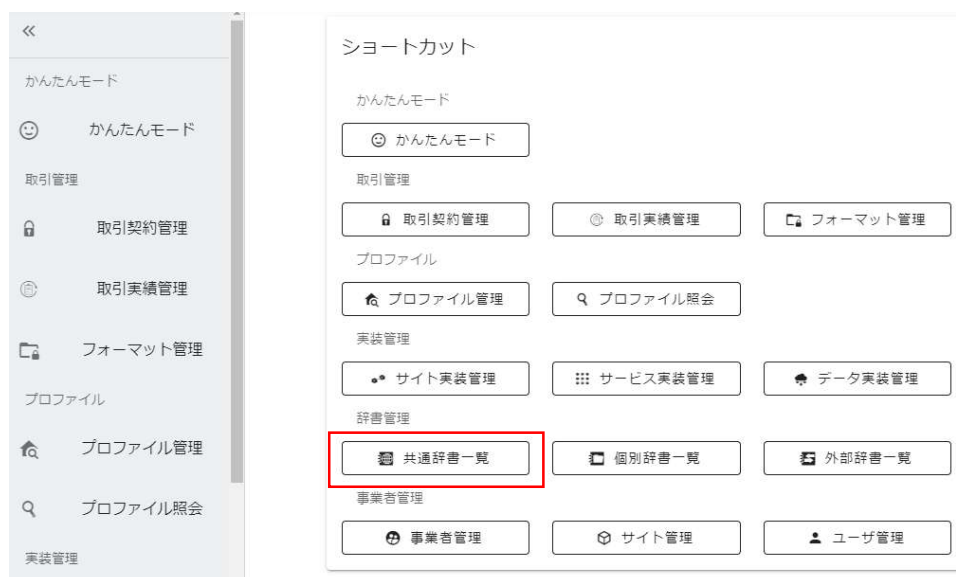 かんたんモード
かんたんモード
取引管理
取引契約管理
取引実績管理
フォーマット管理
プロファイル
プロファイル管理
プロファイル照会
実装管理
ショートカット
かんたんモード
かんたんモード
取引管理
取引契約管理 取引実績管理 フォーマット管理
プロファイル
プロファイル管理 プロファイル照会
実装管理
サイト実装管理 サービス実装管理 データ実装管理
辞書管理
共通辞書一覧 個別辞書一覧 外部辞書一覧
事業者管理
事業者管理 サイト管理 ユーザ管理